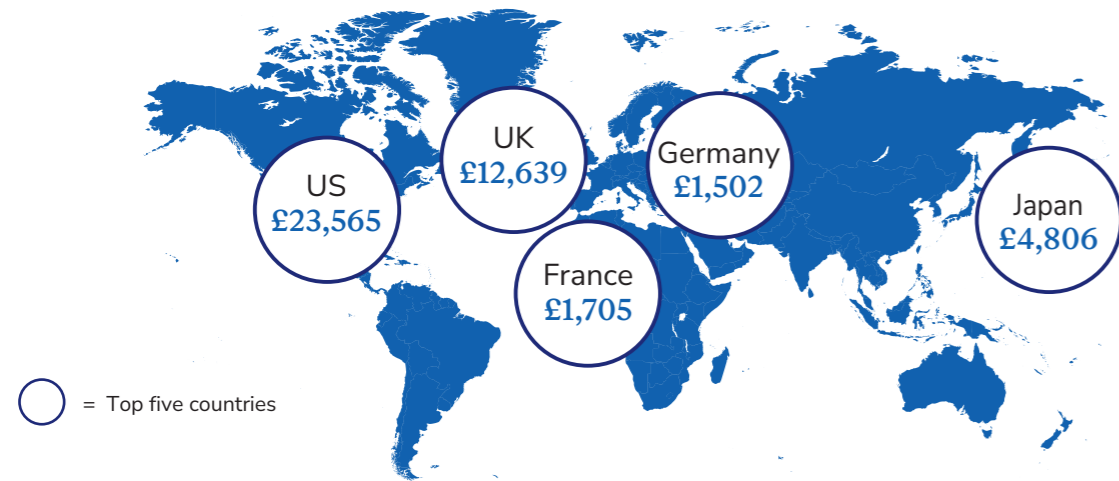 UK
£12,639
Germany
£1,502
US
£23,565
Japan
£4,806
France
£1,705
= Top five countries